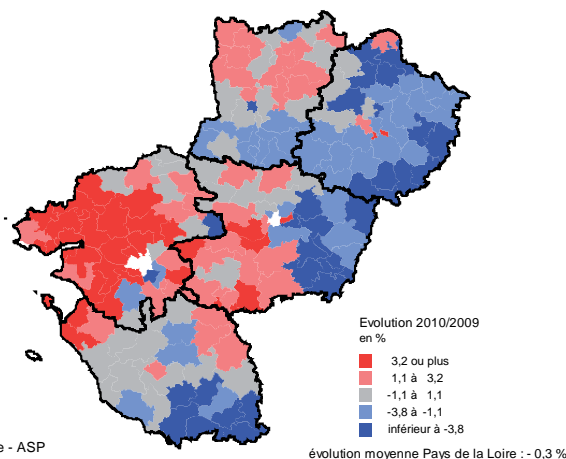 Evolution 2010/2009
en %
3,2 ou plus
1,1 à 3,2
-1,1 à 1,1
-3,8 à -1,1
inférieur à -3,8
e - ASP
évolution moyenne Pays de la Loire : - 0,3 %